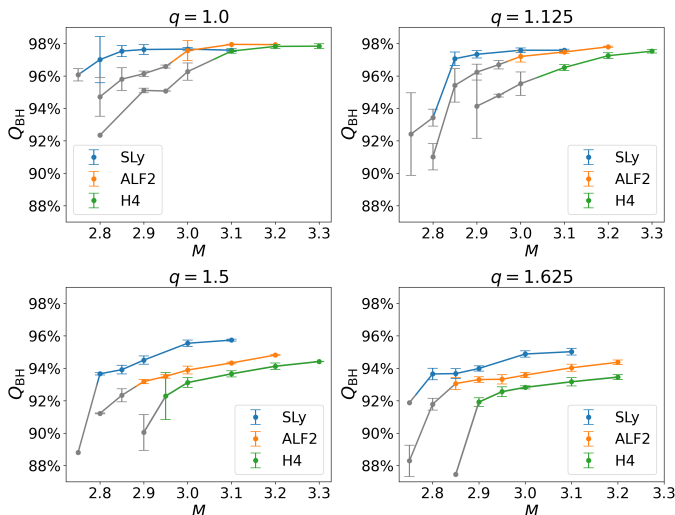 q = 1.0
98%
96%
94%
92%
90%
88%
Q_BH
SLy
ALF2
H4
2.8 2.9 3.0 3.1 3.2 3.3
M
q = 1.125
98%
96%
94%
92%
90%
88%
Q_BH
SLy
ALF2
H4
2.8 2.9 3.0 3.1 3.2 3.3
M
q = 1.5
98%
96%
94%
92%
90%
88%
Q_BH
SLy
ALF2
H4
2.8 2.9 3.0 3.1 3.2 3.3
M
q = 1.625
98%
96%
94%
92%
90%
88%
Q_BH
SLy
ALF2
H4
2.8 2.9 3.0 3.1 3.2 3.3
M